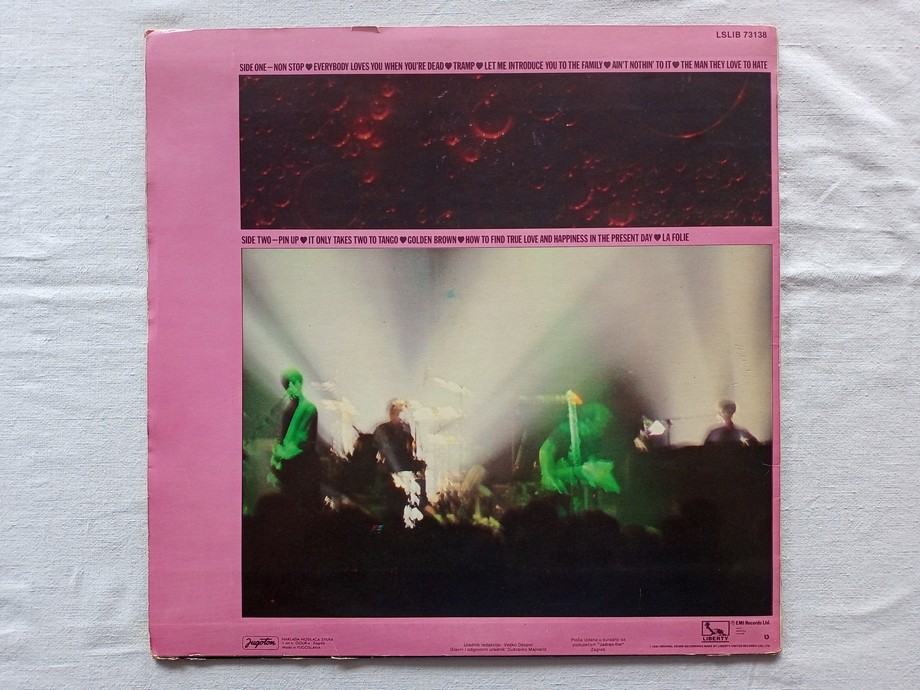 LSLIB 73138
SIDE ONE–NON STOP♥EVERYBODY LOVES YOU WHEN YOU'RE DEAD♥TRAMP♥LET ME INTRODUCE YOU TO THE FAMILY♥AIN'T NOTHIN' TO IT♥THE MAN THEY LOVE TO HATE
SIDE TWO–PIN UP♥IT ONLY TAKES TWO TO TANGO♥GOLDEN BROWN♥HOW TO FIND TRUE LOVE AND HAPPINESS IN THE PRESENT DAY♥LA FOLIE
Jugoton
Made in YUGOSLAVIA
Zagreb
LIBERTY
℗ EMI Records Ltd.